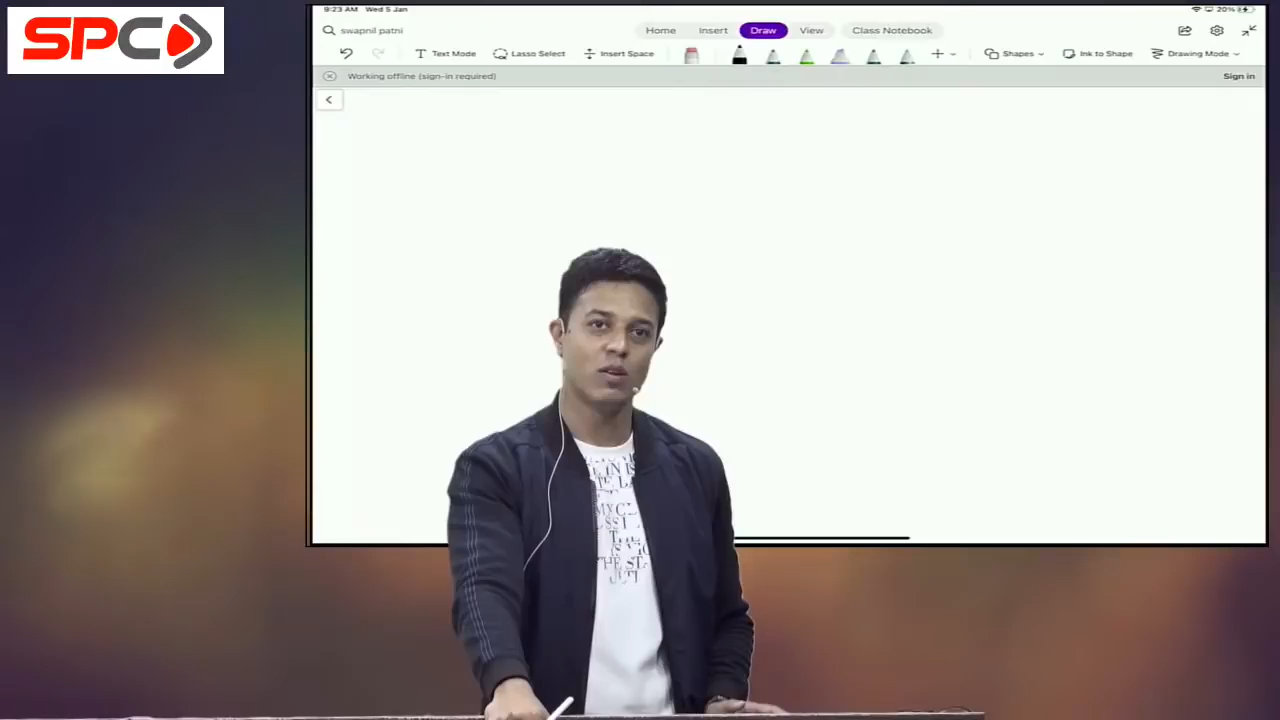 SPC
9:23 AM Wed 5 Jan
20%
swapnil patni
Home Insert Draw View Class Notebook
Text Mode Lasso Select Insert Space Shapes Ink to Shape Drawing Mode
Working offline (sign-in required) Sign in